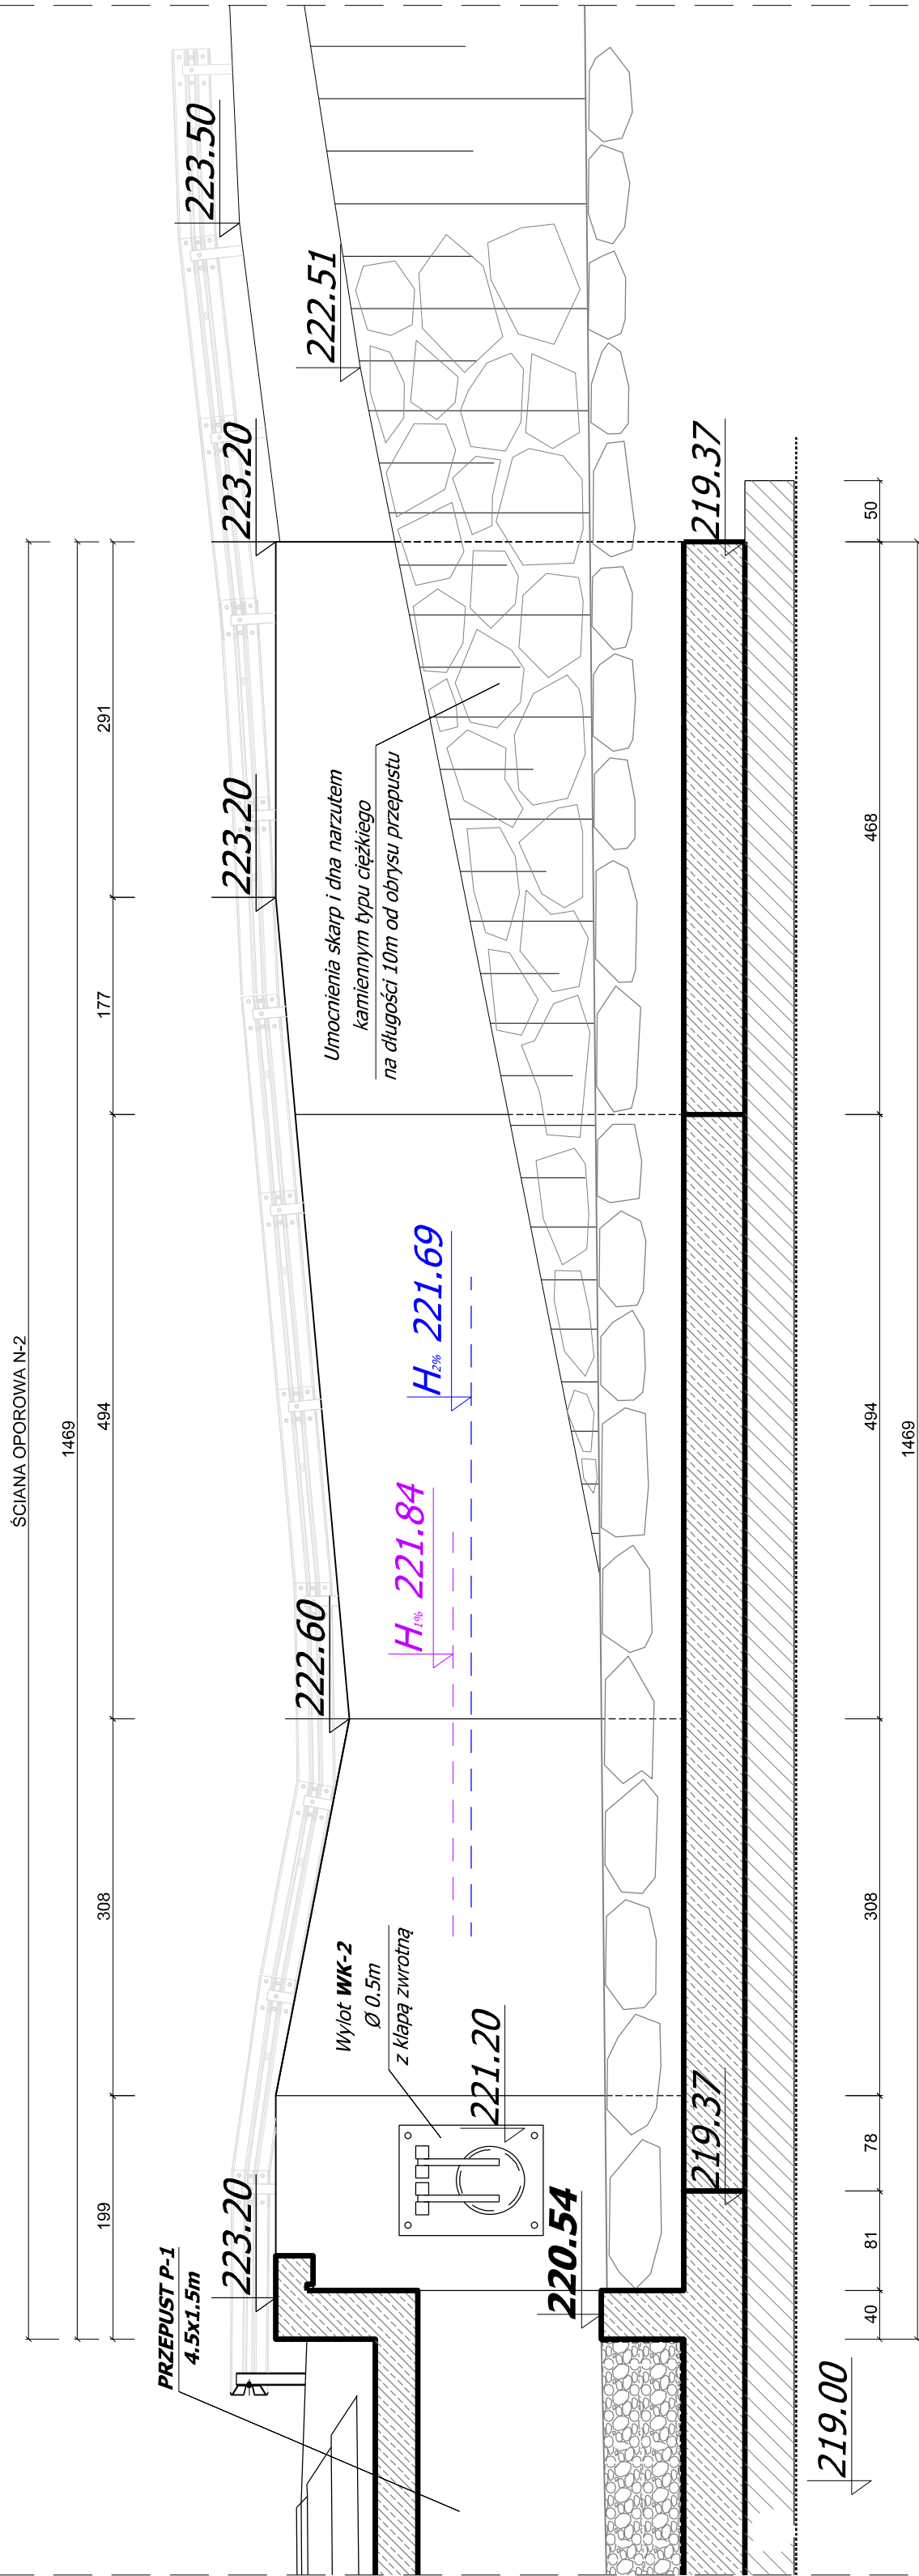 ŚCIANA OPOROWA N-2
1469
199
308
494
177
291
PRZEPUST P-1
4.5x1.5m
223.20
222.60
223.20
223.20
223.50
222.51
Wylot WK-2
Ø 0.5m
z klapą zwrotną
221.20
H1% 221.84
H2% 221.69
Umocnienia skarp i dna narzutem
kamiennym typu ciężkiego
na długości 10m od obrysu przepustu
220.54
219.37
219.37
219.00
40
81
78
308
494
468
50
1469